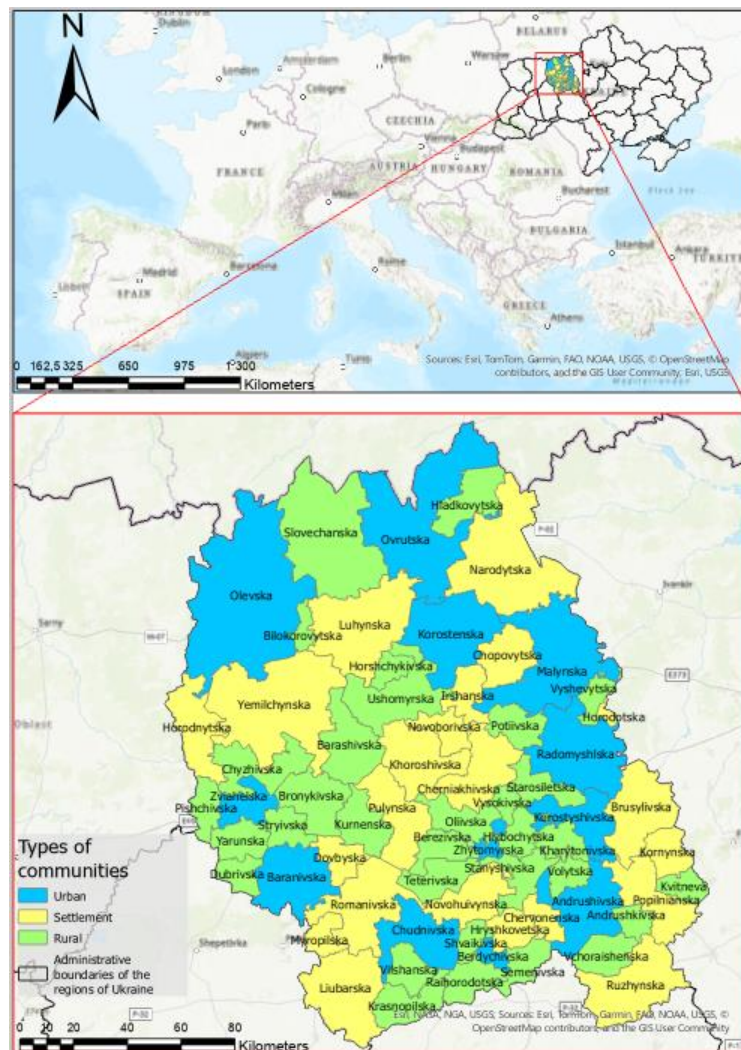 N
KINGDOM
Dublin
BELARUS
Amsterdam
Berlin
Warsaw
London
Cologne
CZECHIA
Vienna
Budapest
FRANCE
AUSTRIA
HUNGARY
ROMANIA
Milan
Bucharest
BULGARIA
Barcelona
Rome
Istanbul
Ankara
Madrid
SPAIN
GREECE
Athens
Algiers
Tunis
Sources: Esri, TomTom, Garmin, FAO, NOAA, USGS, © OpenStreetMap
contributors, and the GIS User Community, Esri, USGS
0 162,5 325 650 975 1 300
Kilometers
Hladkovytska
Slovechanska
Ovrutska
Narodytska
Olevska
Luhynska
Korostenska
Bilokorovytska
Chopovytska
Horshchykivska
Malynska
Vyshevytska
Ushomyrska
Irshanska
Yemilchynska
Horodnytska
Horodotska
Novoborivska
Potiivska
Barashivska
Radomyshlska
Khoroshivska
Chyzhivska
Cherniakhivska
Starosiletska
Zviahelska
Bronykivska
Pulynska
Vysokivska
Brusylivska
Pishchivska
Stryivska
Kurnenska
Oliivska
Korostyshivska
Yarunska
Berezivska
Hlybochytska
Zhytomyrska
Kharytonivska
Kornynska
Dovbyska
Stanyshivska
Volytska
Dubrivska
Baranivska
Teterivska
Kvitneva
Romanivska
Novohuivynska
Andrushivska
Popilnianska
Chervonenska
Andrushkivska
Myropilska
Chudnivska
Hryshkovetska
Shvaikivska
Berdychivska
Vchoraishenska
Vilshanska
Raihorodotska
Semenivska
Liubarska
Ruzhynska
Krasnopilska
Sarny
Ivankiv
Shepetivka
E373
P-32
Types of
communities
Urban
Settlement
Rural
Administrative
boundaries of the
regions of Ukraine
Esri, NASA, NGA, USGS, Sources: Esri, TomTom, Garmin, FAO, NOAA, USGS, ©
OpenStreetMap contributors, and the GIS User Community
0 10 20 40 60 80
Kilometers